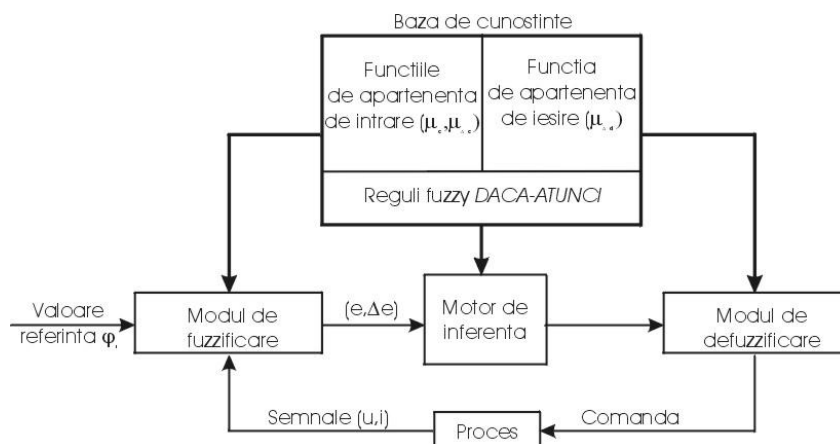 Baza de cunostinte
Functiile
de apartenenta
de intrare (μₑ,μ△ₑ)
Functia
de apartenenta
de iesire (μ
)
Reguli fuzzy DACA-ATUNCI
Valoare
referinta φ
Modul de
fuzzificare
(e,Δe)
Motor de
inferenta
Modul de
defuzzificare
Semnale (u,i)
Proces
Comanda